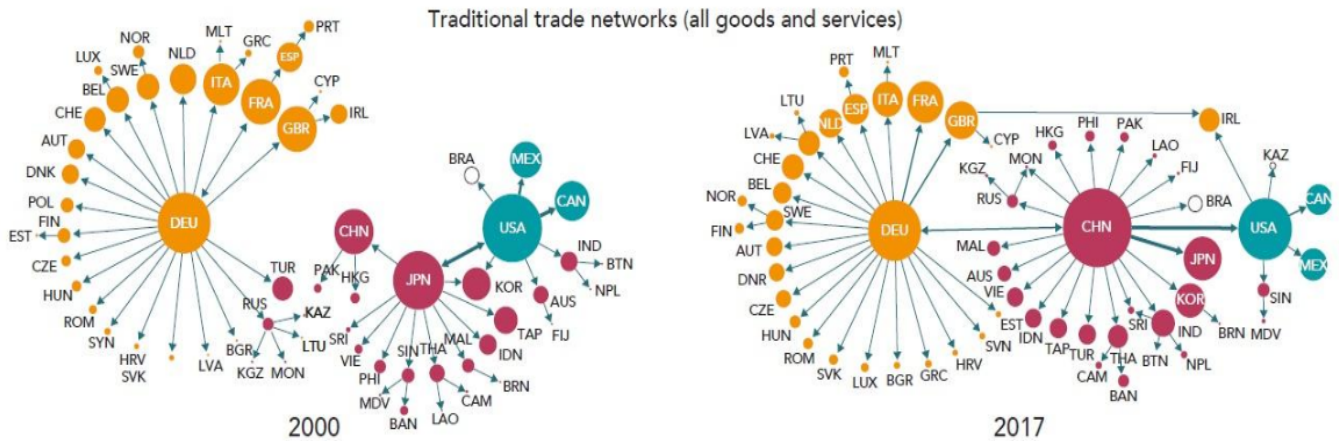 Traditional trade networks (all goods and services)
NOR
LUX
SWE
BEL
CHE
AUT
DNK
POL
FIN
EST
CZE
HUN
ROM
SYN
HRV
SVK
LVA
BGR
KGZ
MON
LTU
KAZ
RUS
TUR
DEU
NLD
MLT
ITA
GRC
FRA
ESP
PRT
GBR
CYP
IRL
BRA
MEX
CAN
USA
CHN
PAK
HKG
JPN
KOR
IND
BTN
NPL
AUS
FIJ
TAP
IDN
MAL
BRN
THA
CAM
LAO
SIN
BAN
MDV
PHI
VIE
SRI
2000
PRT
MLT
LTU
LVA
NLD
ESP
ITA
FRA
GBR
CYP
IRL
CHE
BEL
NOR
SWE
FIN
AUT
DNR
CZE
HUN
ROM
SVK
LUX
BGR
GRC
HRV
SVN
DEU
KGZ
MON
RUS
HKG
PHI
PAK
LAO
FIJ
BRA
CHN
MAL
AUS
VIE
EST
IDN
TAP
TUR
THA
CAM
BAN
SRI
BTN
IND
NPL
KOR
BRN
JPN
USA
KAZ
CAN
MEX
SIN
MDV
2017